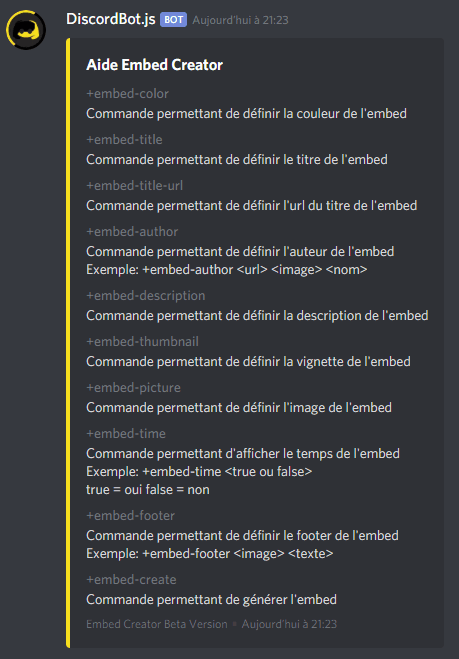 DiscordBot.js BOT Aujourd'hui à 21:23
Aide Embed Creator
+embed-color
Commande permettant de définir la couleur de l'embed
+embed-title
Commande permettant de définir le titre de l'embed
+embed-title-url
Commande permettant de définir l'url du titre de l'embed
+embed-author
Commande permettant de définir l'auteur de l'embed
Exemple: +embed-author <url> <image> <nom>
+embed-description
Commande permettant de définir la description de l'embed
+embed-thumbnail
Commande permettant de définir la vignette de l'embed
+embed-picture
Commande permettant de définir l'image de l'embed
+embed-time
Commande permettant d'afficher le temps de l'embed
Exemple: +embed-time <true ou false>
true = oui false = non
+embed-footer
Commande permettant de définir le footer de l'embed
Exemple: +embed-footer <image> <texte>
+embed-create
Commande permettant de générer l'embed
Embed Creator Beta Version • Aujourd'hui à 21:23